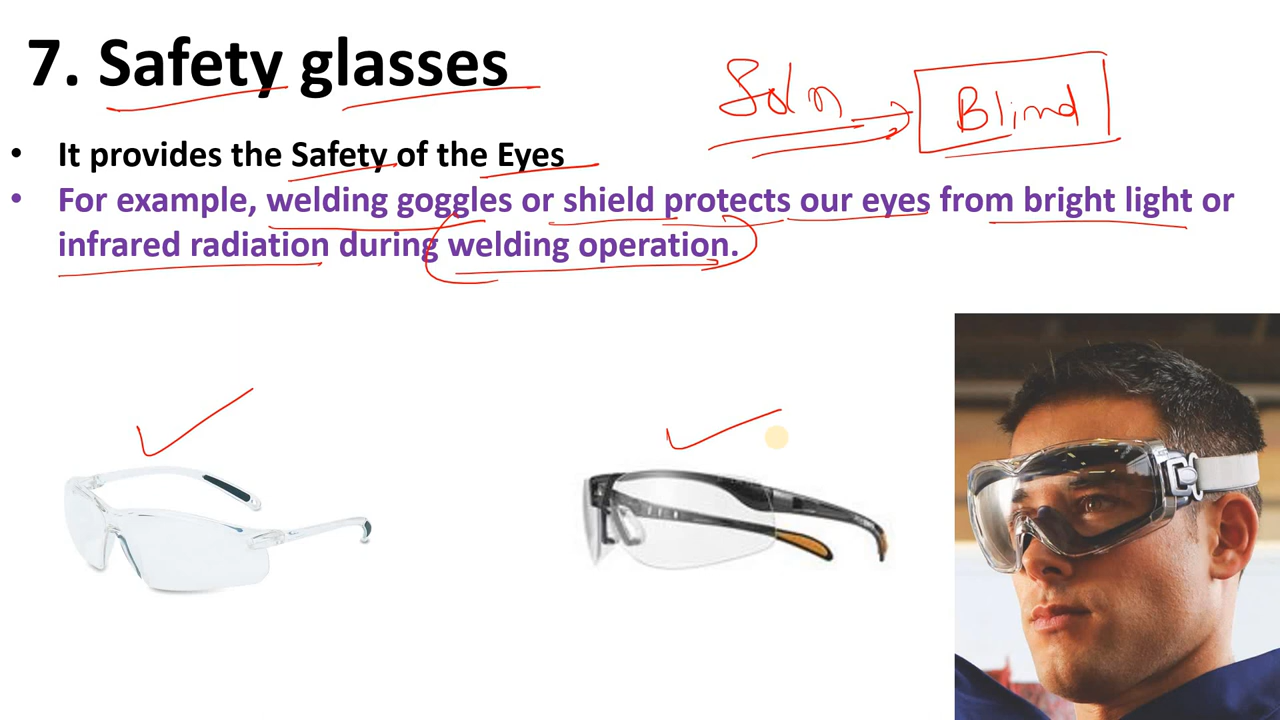 7. Safety glasses
Soln → Blind
• It provides the Safety of the Eyes
• For example, welding goggles or shield protects our eyes from bright light or
infrared radiation during welding operation.